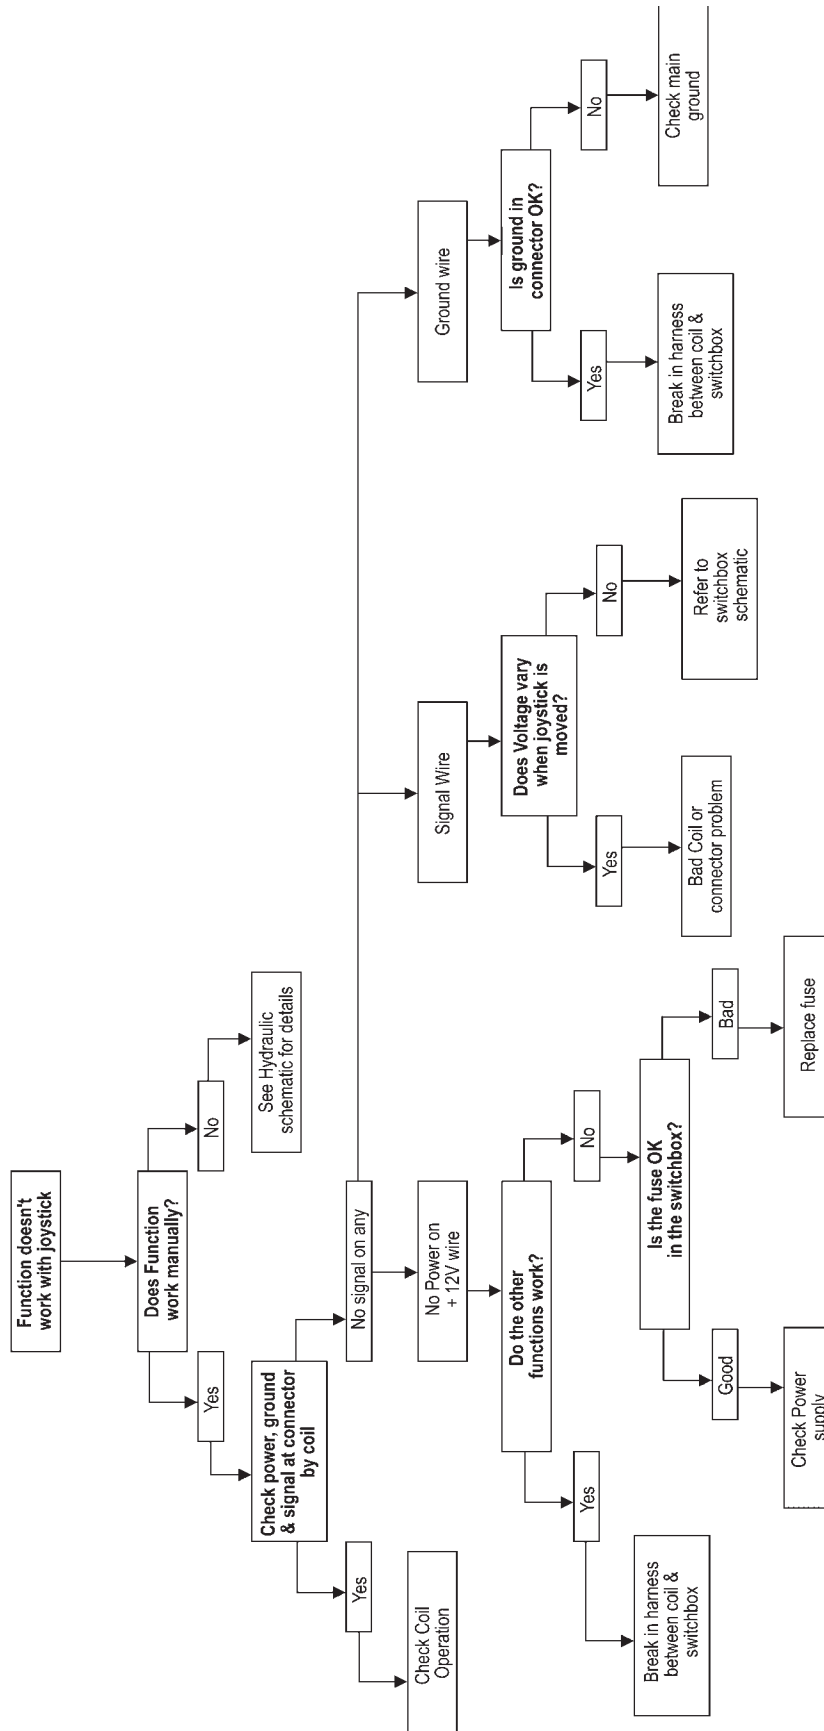 Function doesn't
work with joystick
Does Function
work manually?
Yes
No
See Hydraulic
schematic for details
Check power, ground
& signal at connector
by coil
Yes
Check Coil
Operation
No signal on any
No Power on
+ 12V wire
Do the other
functions work?
Yes
Break in harness
between coil &
switchbox
No
Is the fuse OK
in the switchbox?
Good
Check Power
supply
Bad
Replace fuse
Signal Wire
Does Voltage vary
when joystick is
moved?
Yes
Bad Coil or
connector problem
No
Refer to
switchbox
schematic
Ground wire
Is ground in
connector OK?
Yes
Break in harness
between coil &
switchbox
No
Check main
ground